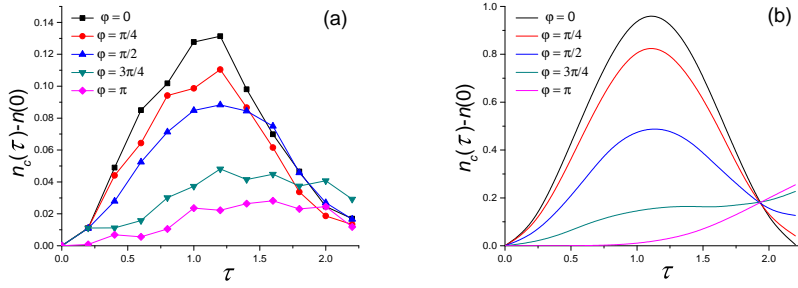 (a)
φ = 0
φ = π/4
φ = π/2
φ = 3π/4
φ = π
n_c(τ)-n(0)
0.14
0.12
0.10
0.08
0.06
0.04
0.02
0.00
0.0 0.5 1.0 1.5 2.0
τ
(b)
φ = 0
φ = π/4
φ = π/2
φ = 3π/4
φ = π
n_c(τ)-n(0)
1.0
0.8
0.6
0.4
0.2
0.0
0.0 0.5 1.0 1.5 2.0
τ